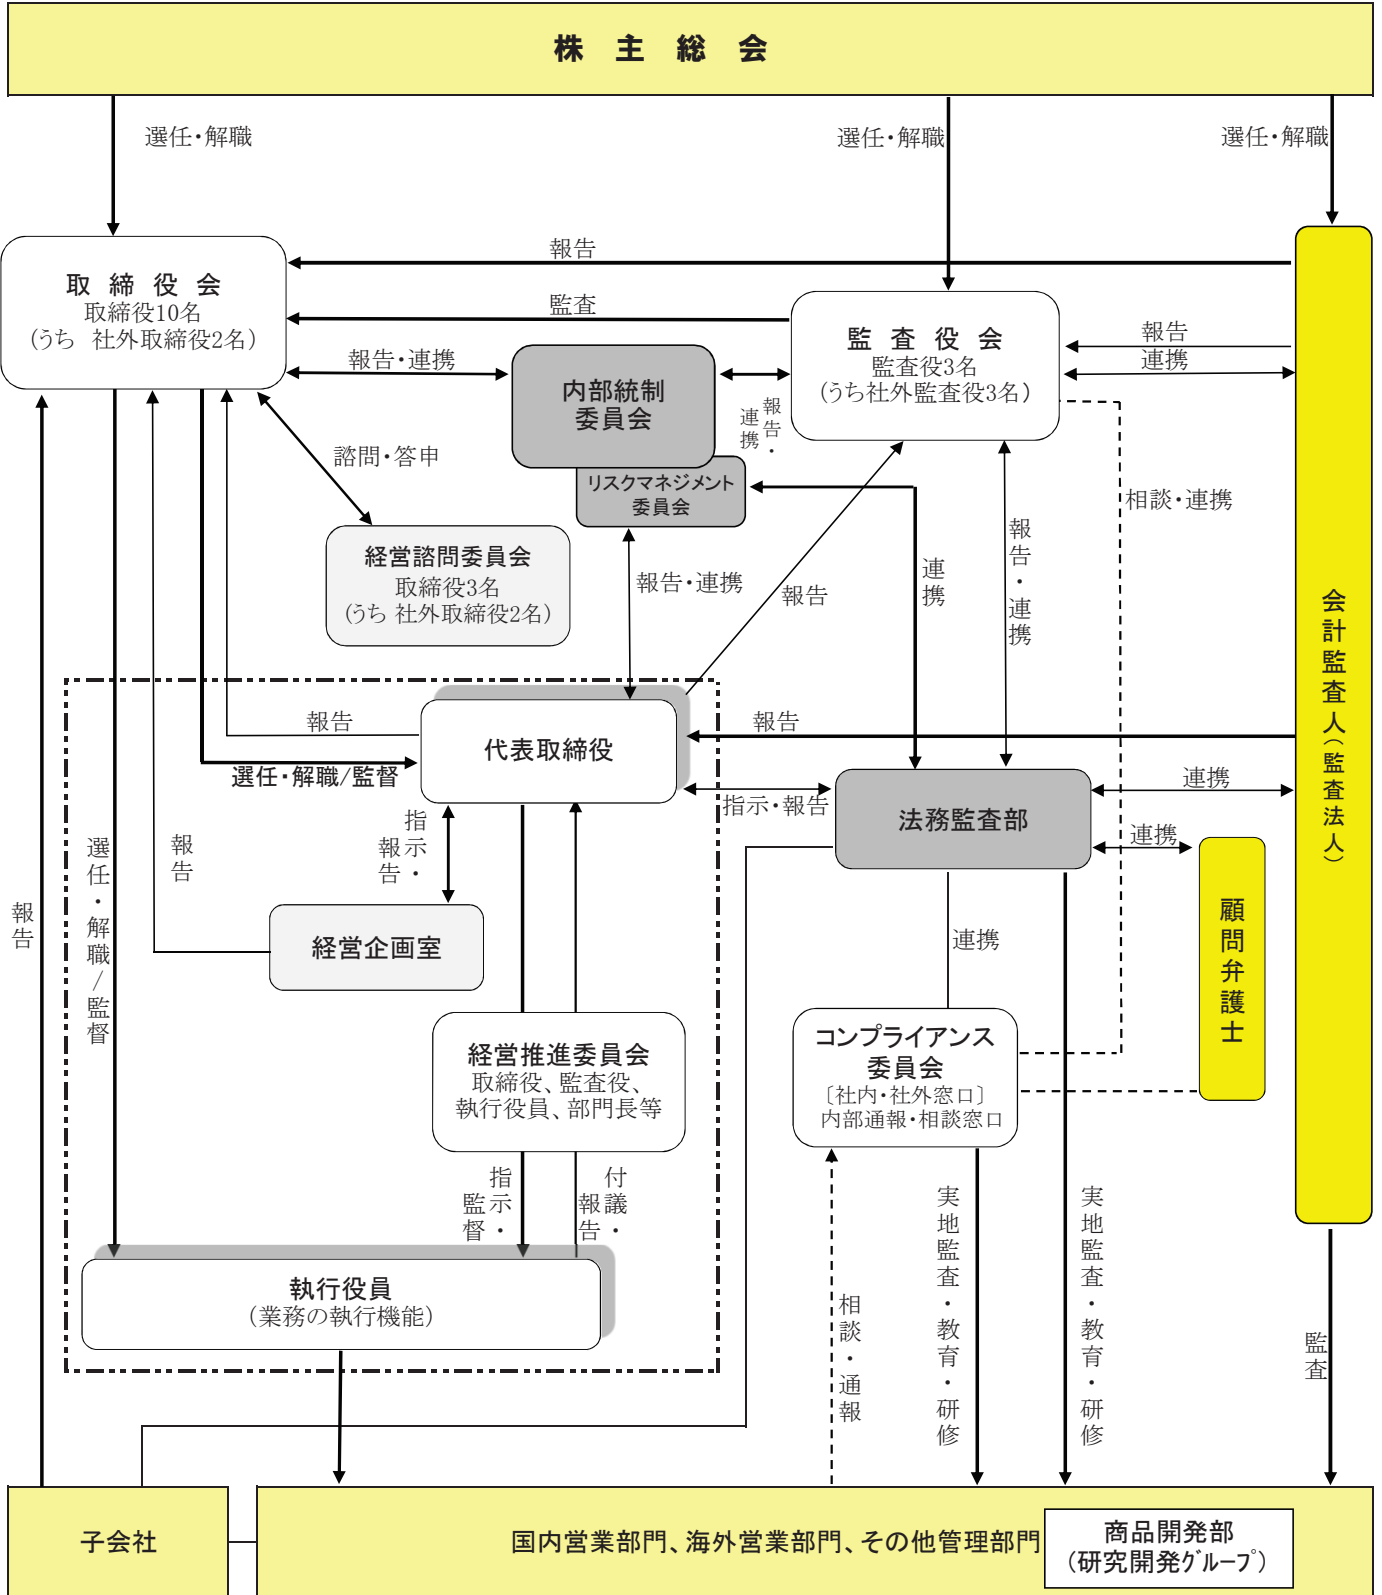 株 主 総 会
選任・解職
選任・解職
選任・解職
取 締 役 会
取締役10名
(うち 社外取締役2名)
報告
監査
報告・連携
内部統制
委員会
リスクマネジメント
委員会
報告・
連携
監 査 役 会
監査役3名
(うち社外監査役3名)
報告
連携
諮問・答申
経営諮問委員会
取締役3名
(うち 社外取締役2名)
報告・連携
報告
連携
報告・連携
相談・連携
会計監査人(監査法人)
報告
選任・解職/監督
代表取締役
報告
指示・報告
法務監査部
連携
連携
顧問弁護士
報告
選任・解職/監督
報告
指示・
報告
経営企画室
連携
経営推進委員会
取締役、監査役、
執行役員、部門長等
コンプライアンス
委員会
〔社内・社外窓口〕
内部通報・相談窓口
指示・
監督
付議・
報告
執行役員
(業務の執行機能)
相談・通報
実地監査・教育・研修
実地監査・教育・研修
監査
子会社
国内営業部門、海外営業部門、その他管理部門
商品開発部
(研究開発グループ)